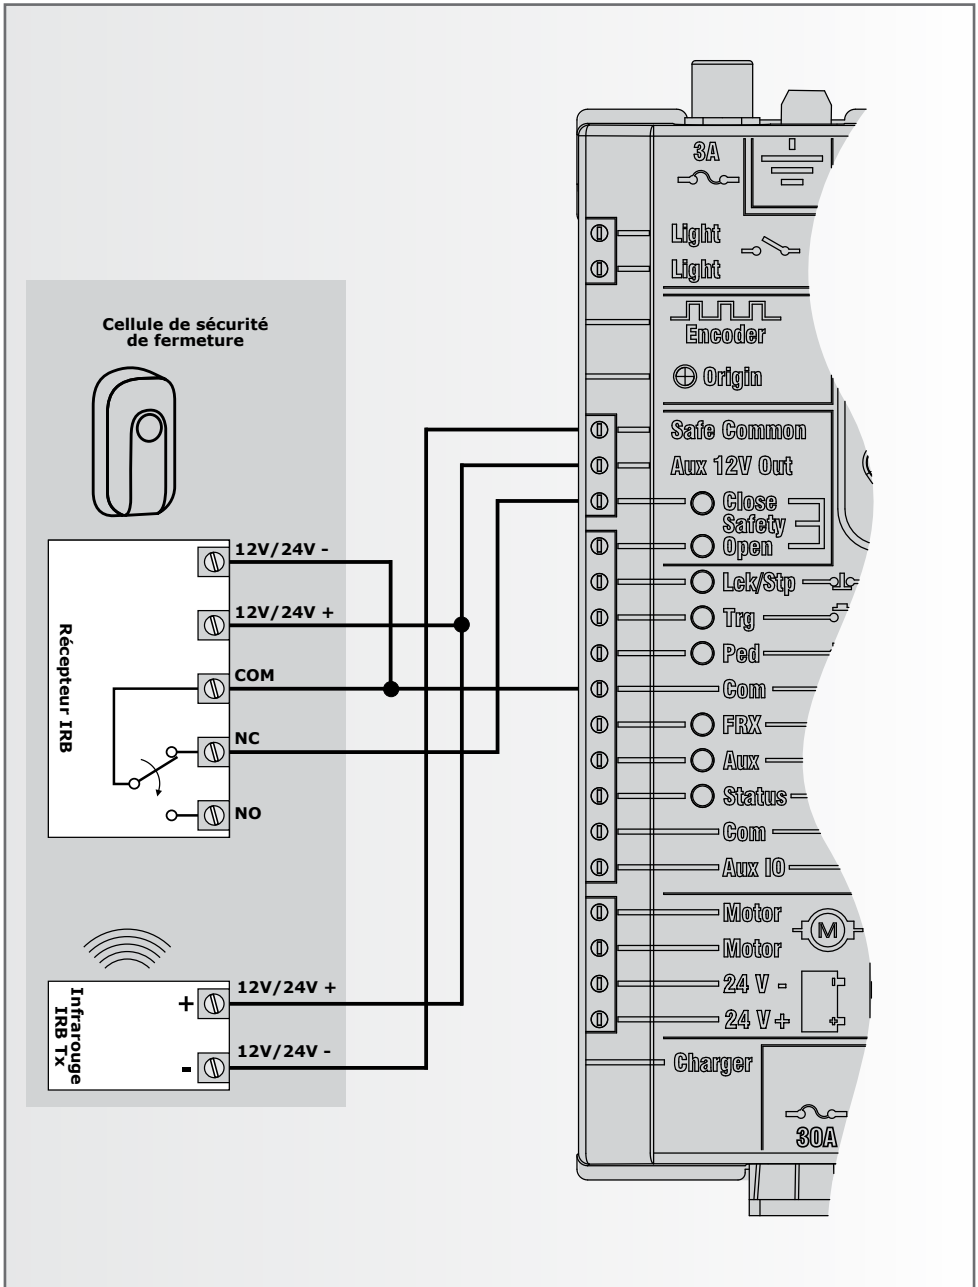 Cellule de sécurité
de fermeture
Récepteur IRB
12V/24V -
12V/24V +
COM
NC
NO
Infrarouge
IRB Tx
+
12V/24V +
-
12V/24V -
3A
Light
Light
Encoder
Origin
Safe Common
Aux 12V Out
Close
Safety
Open
Lck/Stp
Trg
Ped
Com
FRX
Aux
Status
Com
Aux IO
Motor
Motor
M
24 V -
24 V +
Charger
30A